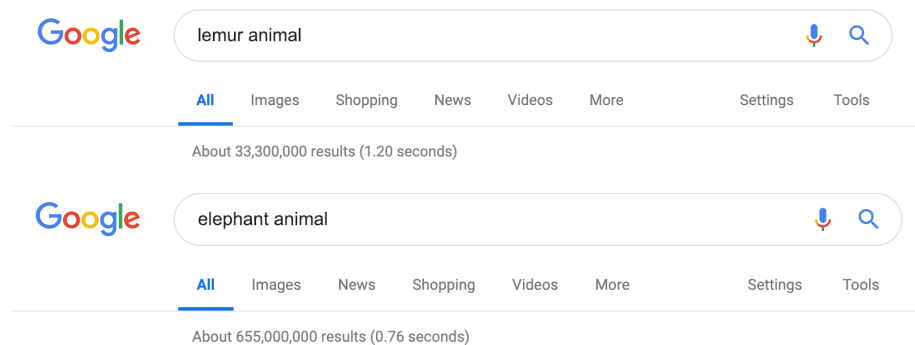 Google lemur animal
All Images Shopping News Videos More Settings Tools
About 33,300,000 results (1.20 seconds)
Google elephant animal
All Images News Shopping Videos More Settings Tools
About 655,000,000 results (0.76 seconds)